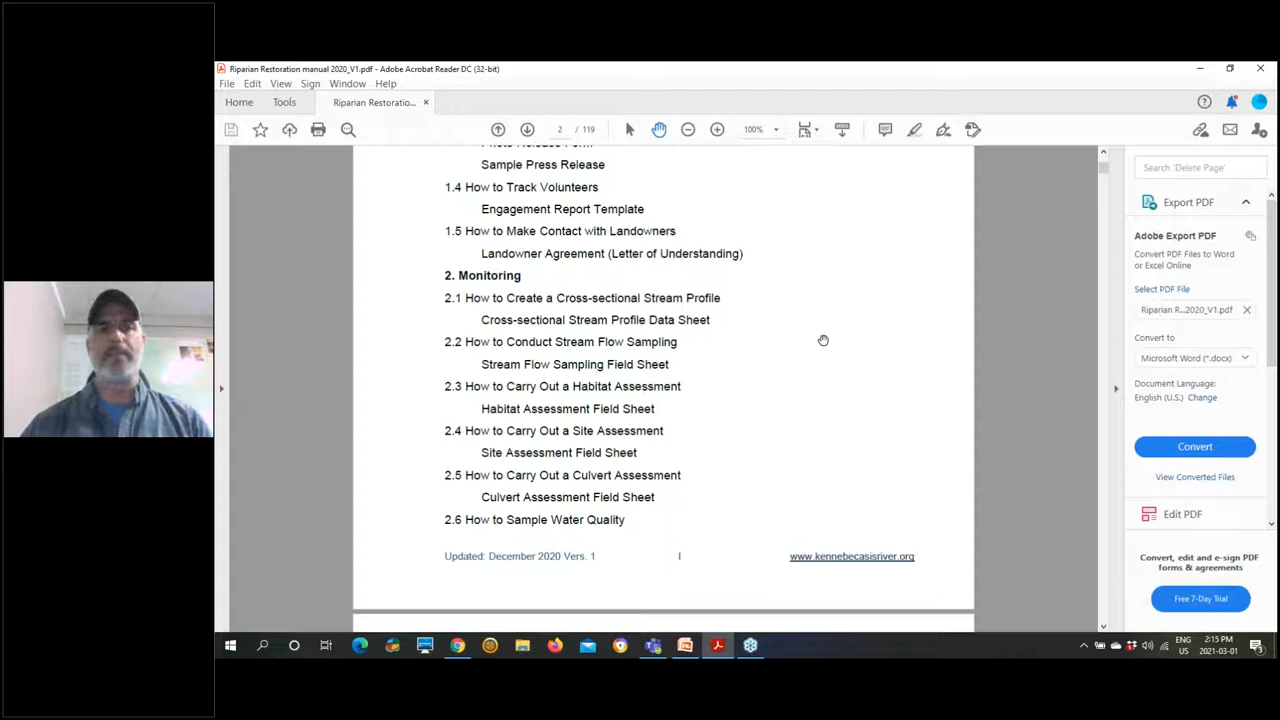 Riparian Restoration manual 2020_V1.pdf - Adobe Acrobat Reader DC (32-bit)
File Edit View Sign Window Help
Home Tools Riparian Restoratio... ×
2 / 119 100%
Photo Release Form
Sample Press Release
1.4 How to Track Volunteers
Engagement Report Template
1.5 How to Make Contact with Landowners
Landowner Agreement (Letter of Understanding)
2. Monitoring
2.1 How to Create a Cross-sectional Stream Profile
Cross-sectional Stream Profile Data Sheet
2.2 How to Conduct Stream Flow Sampling
Stream Flow Sampling Field Sheet
2.3 How to Carry Out a Habitat Assessment
Habitat Assessment Field Sheet
2.4 How to Carry Out a Site Assessment
Site Assessment Field Sheet
2.5 How to Carry Out a Culvert Assessment
Culvert Assessment Field Sheet
2.6 How to Sample Water Quality
Updated: December 2020 Vers. 1 I www.kennebecasisriver.org
Search 'Delete Page'
Export PDF
Adobe Export PDF
Convert PDF Files to Word
or Excel Online
Select PDF File
Riparian R...2020_V1.pdf
Convert to
Microsoft Word (*.docx)
Document Language:
English (U.S.) Change
Convert
View Converted Files
Edit PDF
Convert, edit and e-sign PDF
forms & agreements
Free 7-Day Trial
ENG
US
2:15 PM
2021-03-01
3